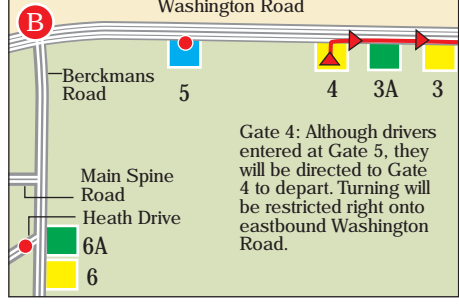 Washington Road
B
Berckmans
Road
5
4
3A
3
Gate 4: Although drivers
entered at Gate 5, they
will be directed to Gate
4 to depart. Turning will
be restricted right onto
eastbound Washington
Road.
Main Spine
Road
Heath Drive
6A
6